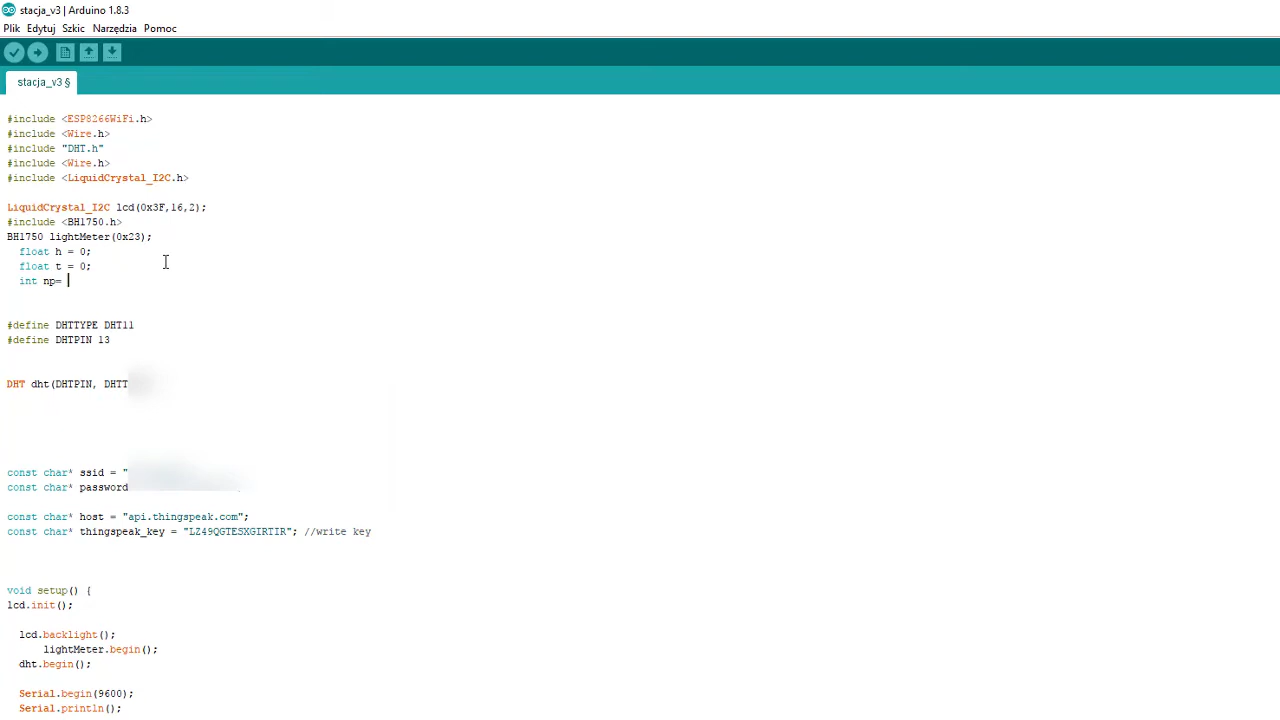 stacja_v3 | Arduino 1.8.3
Plik Edytuj Szkic Narzędzia Pomoc
stacja_v3 §
#include <ESP8266WiFi.h>
#include <Wire.h>
#include "DHT.h"
#include <Wire.h>
#include <LiquidCrystal_I2C.h>
LiquidCrystal_I2C lcd(0x3F,16,2);
#include <BH1750.h>
BH1750 lightMeter(0x23);
float h = 0;
float t = 0;
int np=
#define DHTTYPE DHT11
#define DHTPIN 13
DHT dht(DHTPIN, DHTT
const char* ssid = "
const char* password
const char* host = "api.thingspeak.com";
const char* thingspeak_key = "LZ49QGTESXGIRTIR"; //write key
void setup() {
lcd.init();
lcd.backlight();
lightMeter.begin();
dht.begin();
Serial.begin(9600);
Serial.println();